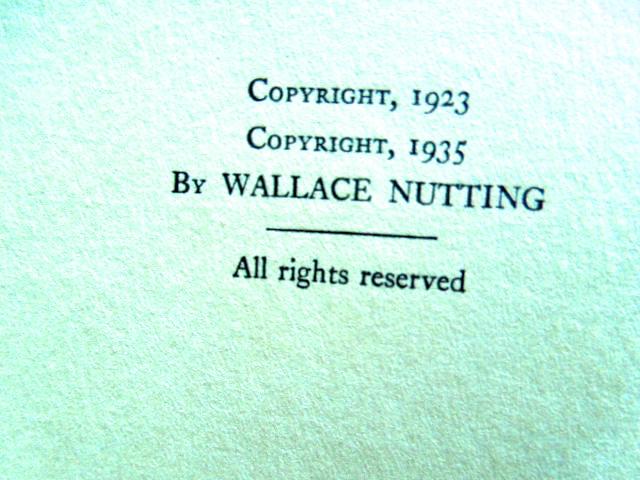 Copyright, 1923
Copyright, 1935
By WALLACE NUTTING
All rights reserved